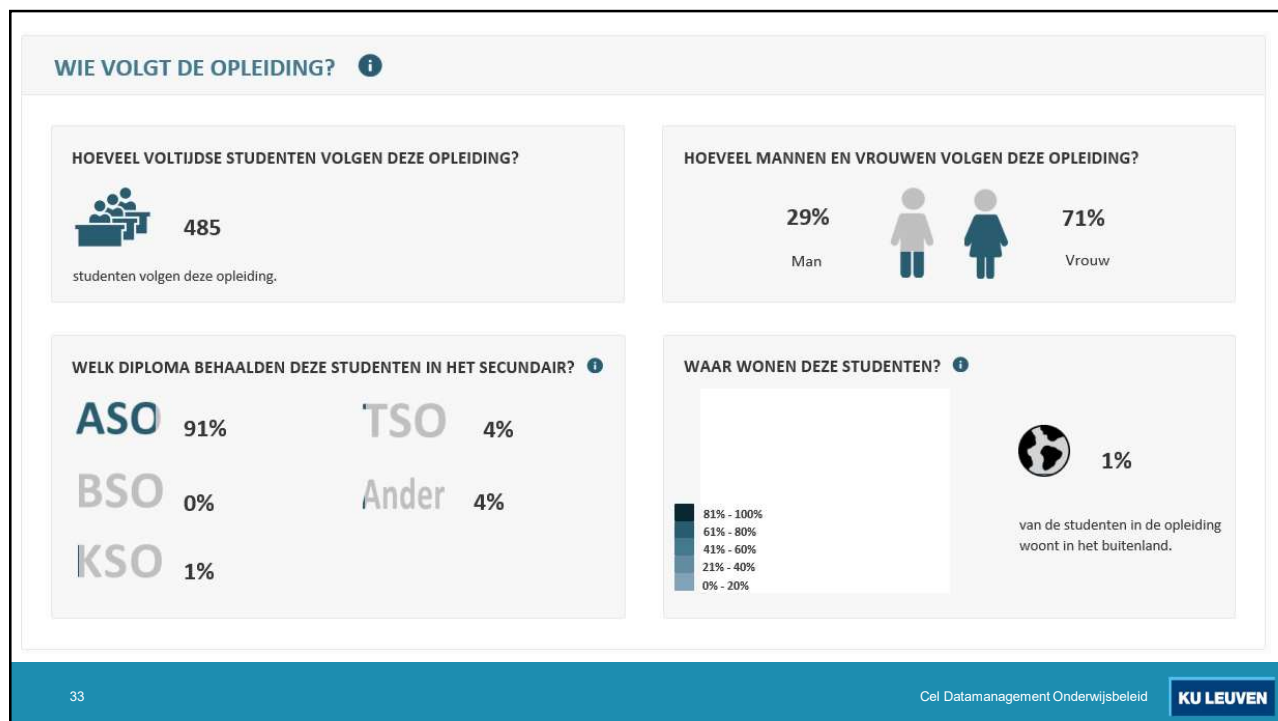 WIE VOLGT DE OPLEIDING?
HOEVEEL VOLTIJDSE STUDENTEN VOLGEN DEZE OPLEIDING?
485
studenten volgen deze opleiding.
HOEVEEL MANNEN EN VROUWEN VOLGEN DEZE OPLEIDING?
29%
Man
71%
Vrouw
WELK DIPLOMA BEHAALDEN DEZE STUDENTEN IN HET SECUNDAIR?
ASO 91%
TSO 4%
BSO 0%
Ander 4%
KSO 1%
WAAR WONEN DEZE STUDENTEN?
81% - 100%
61% - 80%
41% - 60%
21% - 40%
0% - 20%
1%
van de studenten in de opleiding
woont in het buitenland.
33
Cel Datamanagement Onderwijsbeleid
KU LEUVEN